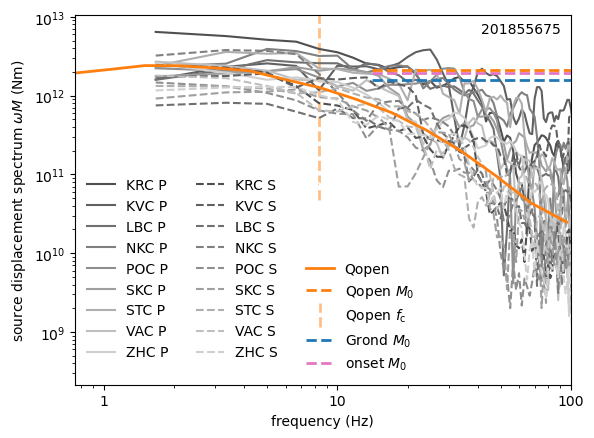 201855675
source displacement spectrum ωM (Nm)
10¹³
10¹²
10¹¹
10¹⁰
10⁹
KRC P
KVC P
LBC P
NKC P
POC P
SKC P
STC P
VAC P
ZHC P
KRC S
KVC S
LBC S
NKC S
POC S
SKC S
STC S
VAC S
ZHC S
Qopen
Qopen M₀
Qopen f_c
Grond M₀
onset M₀
1
10
100
frequency (Hz)